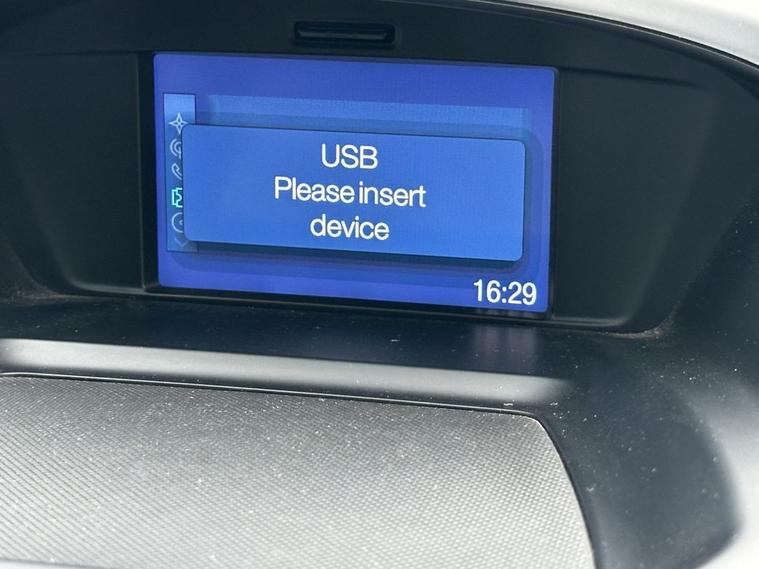 USB
Please insert
device
16:29